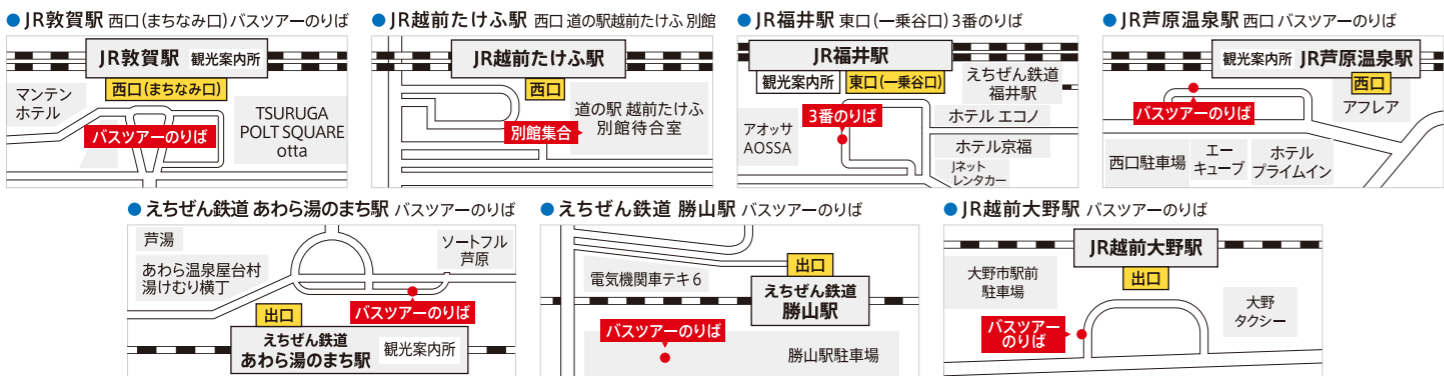 ● JR敦賀駅 西口(まちなみ口)バスツアーのりば
JR敦賀駅 観光案内所
西口(まちなみ口)
マンテン
ホテル
バスツアーのりば
TSURUGA
POLT SQUARE
otta
● JR越前たけふ駅 西口 道の駅越前たけふ 別館
JR越前たけふ駅
西口
道の駅 越前たけふ
別館待合室
別館集合
● JR福井駅 東口(一乗谷口)3番のりば
JR福井駅
観光案内所 東口(一乗谷口)
えちぜん鉄道
福井駅
3番のりば
ホテル エコノ
アオッサ
AOSSA
ホテル京福
Jネット
レンタカー
● JR芦原温泉駅 西口 バスツアーのりば
観光案内所 JR芦原温泉駅
西口
アフレア
バスツアーのりば
西口駐車場
エー
キューブ
ホテル
プライムイン
● えちぜん鉄道 あわら湯のまち駅 バスツアーのりば
芦湯
ソートフル
芦原
あわら温泉屋台村
湯けむり横丁
バスツアーのりば
出口
えちぜん鉄道
あわら湯のまち駅
観光案内所
● えちぜん鉄道 勝山駅 バスツアーのりば
出口
電気機関車テキ6
えちぜん鉄道
勝山駅
バスツアーのりば
勝山駅駐車場
● JR越前大野駅 バスツアーのりば
JR越前大野駅
出口
大野市駅前
駐車場
大野
タクシー
バスツアー
のりば